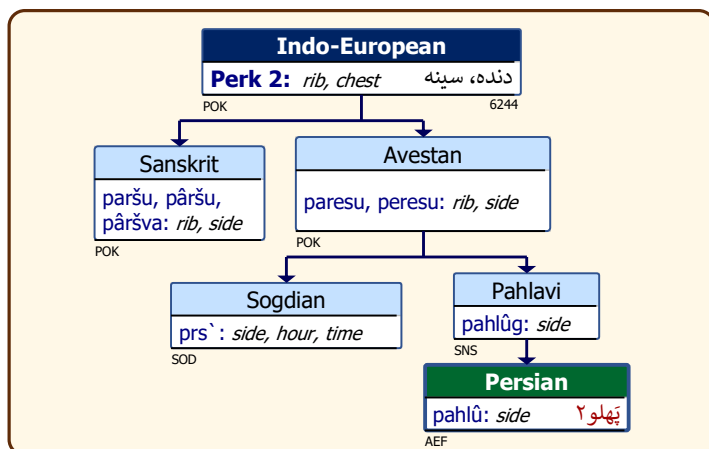 Indo-European
Perk 2: rib, chest دنده، سینه
POK 6244
Sanskrit
paršu, pâršu,
pâršva: rib, side
POK
Avestan
paresu, peresu: rib, side
POK
Sogdian
prs`: side, hour, time
SOD
Pahlavi
pahlûg: side
SNS
Persian
pahlû: side پَهلو۲
AEF